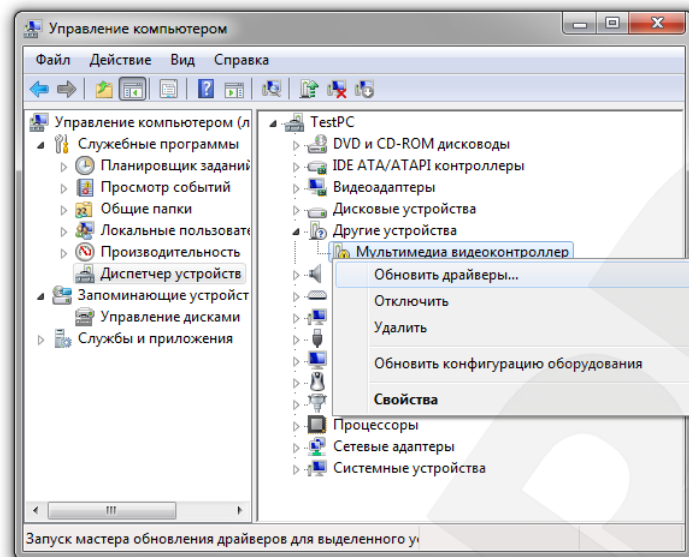 Управление компьютером
Файл Действие Вид Справка
Управление компьютером (л
Служебные программы
Планировщик заданий
Просмотр событий
Общие папки
Локальные пользоват
Производительность
Диспетчер устройств
Запоминающие устройст
Управление дисками
Службы и приложения
TestPC
DVD и CD-ROM дисководы
IDE ATA/ATAPI контроллеры
Видеоадаптеры
Дисковые устройства
Другие устройства
Мультимедиа видеоконтроллер
Обновить драйверы...
Отключить
Удалить
Обновить конфигурацию оборудования
Свойства
Процессоры
Сетевые адаптеры
Системные устройства
Запуск мастера обновления драйверов для выделенного у